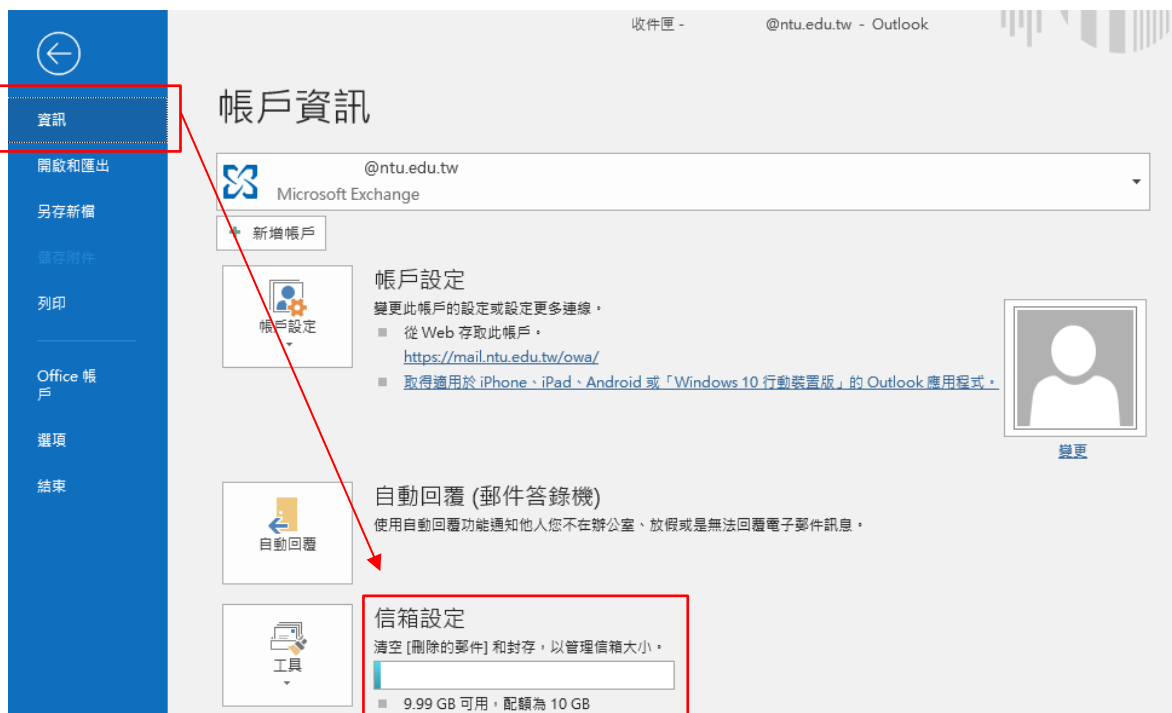 收件匣 - @ntu.edu.tw - Outlook
帳戶資訊
資訊
開啟和匯出
另存新檔
儲存附件
列印
Office 帳
戶
選項
結束
@ntu.edu.tw
Microsoft Exchange
新增帳戶
帳戶設定
帳戶設定
變更此帳戶的設定或設定更多連線。
從 Web 存取此帳戶。
https://mail.ntu.edu.tw/owa/
取得適用於 iPhone、iPad、Android 或「Windows 10 行動裝置版」的 Outlook 應用程式。
變更
自動回覆
自動回覆 (郵件答錄機)
使用自動回覆功能通知他人您不在辦公室、放假或是無法回覆電子郵件訊息。
工具
信箱設定
清空 [刪除的郵件] 和封存，以管理信箱大小。
9.99 GB 可用，配額為 10 GB